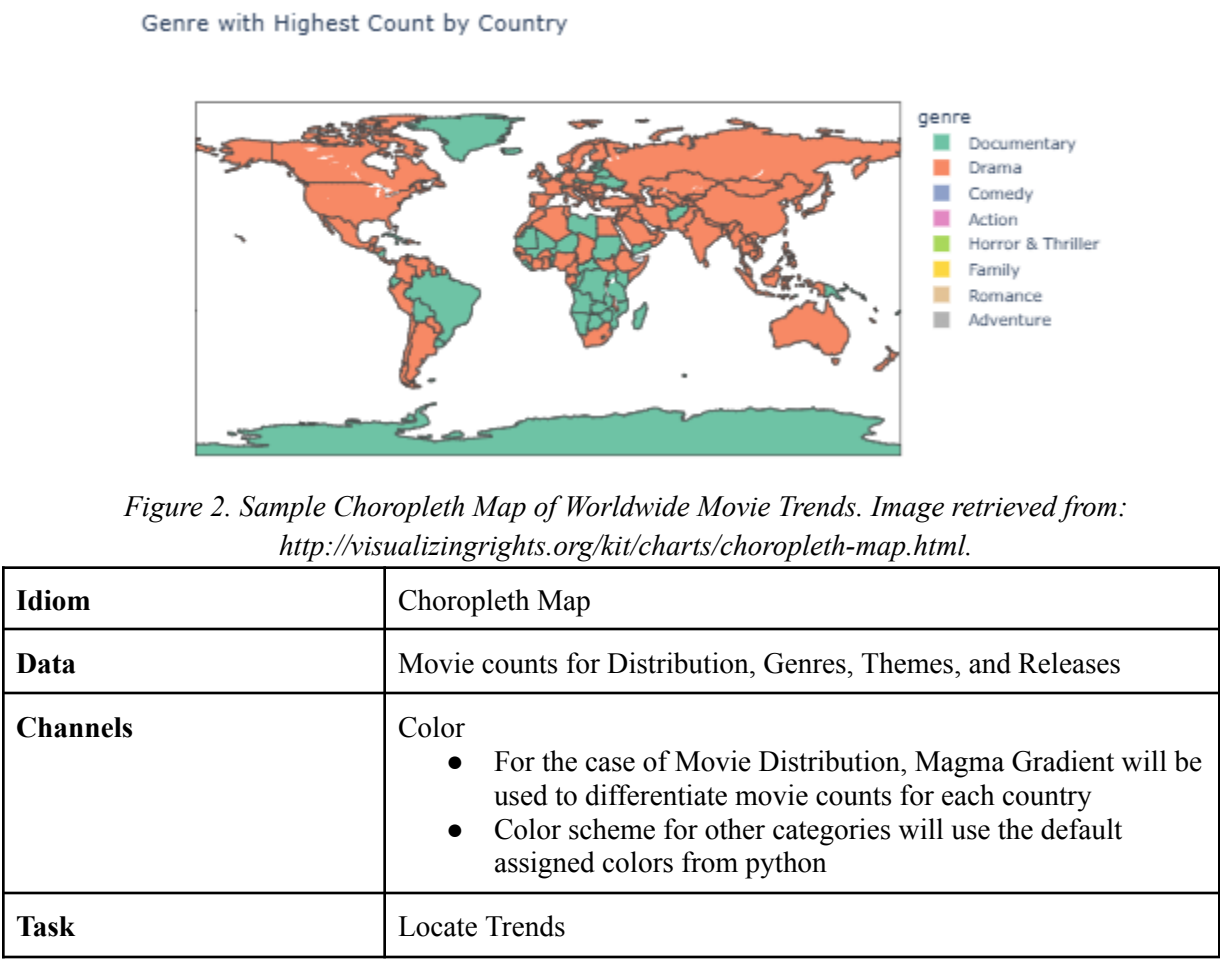 Genre with Highest Count by Country
genre
Documentary
Drama
Comedy
Action
Horror & Thriller
Family
Romance
Adventure
Figure 2. Sample Choropleth Map of Worldwide Movie Trends. Image retrieved from:
http://visualizingrights.org/kit/charts/choropleth-map.html.
Idiom
Choropleth Map
Data
Movie counts for Distribution, Genres, Themes, and Releases
Channels
Color
● For the case of Movie Distribution, Magma Gradient will be
used to differentiate movie counts for each country
● Color scheme for other categories will use the default
assigned colors from python
Task
Locate Trends